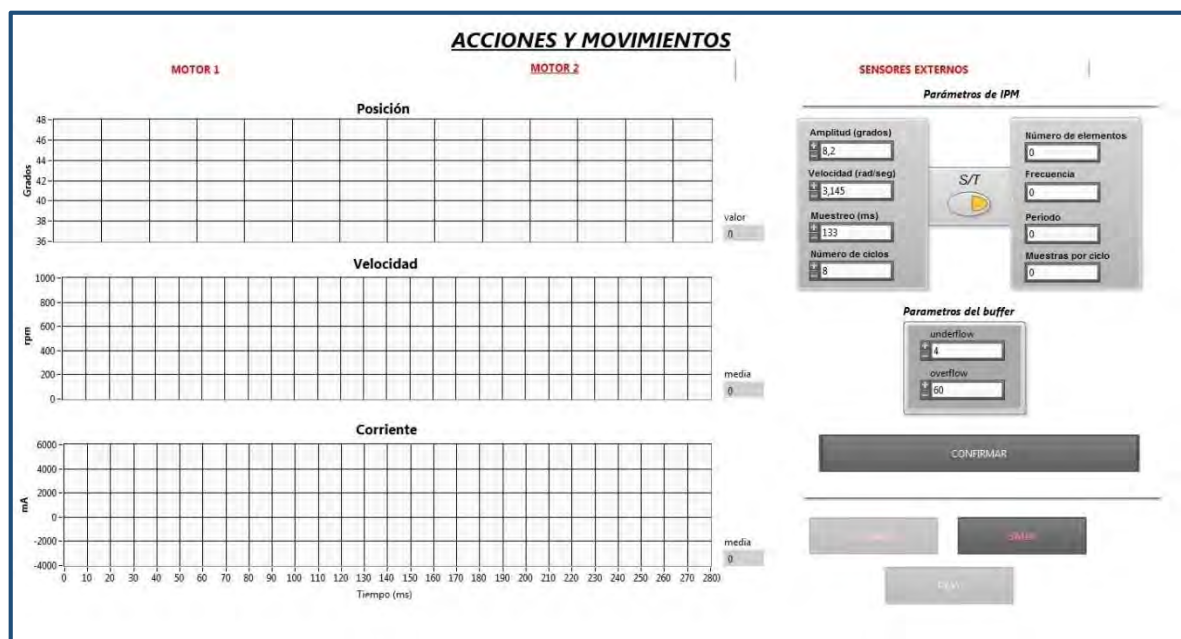 ACCIONES Y MOVIMIENTOS
MOTOR 1
MOTOR 2
SENSORES EXTERNOS
Posición
Grados
48
46
44
42
40
38
36
valor
0
Velocidad
rpm
1000
800
600
400
200
0
media
0
Corriente
mA
6000
4000
2000
0
-2000
-4000
0 10 20 30 40 50 60 70 80 90 100 110 120 130 140 150 160 170 180 190 200 210 220 230 240 250 260 270 280
Tiempo (ms)
media
0
Parámetros de IPM
Amplitud (grados)
8,2
Velocidad (rad/seg)
3,145
Muestreo (ms)
133
Número de ciclos
8
S/T
Número de elementos
0
Frecuencia
0
Periodo
0
Muestras por ciclo
0
Parametros del buffer
underflow
4
overflow
60
CONFIRMAR